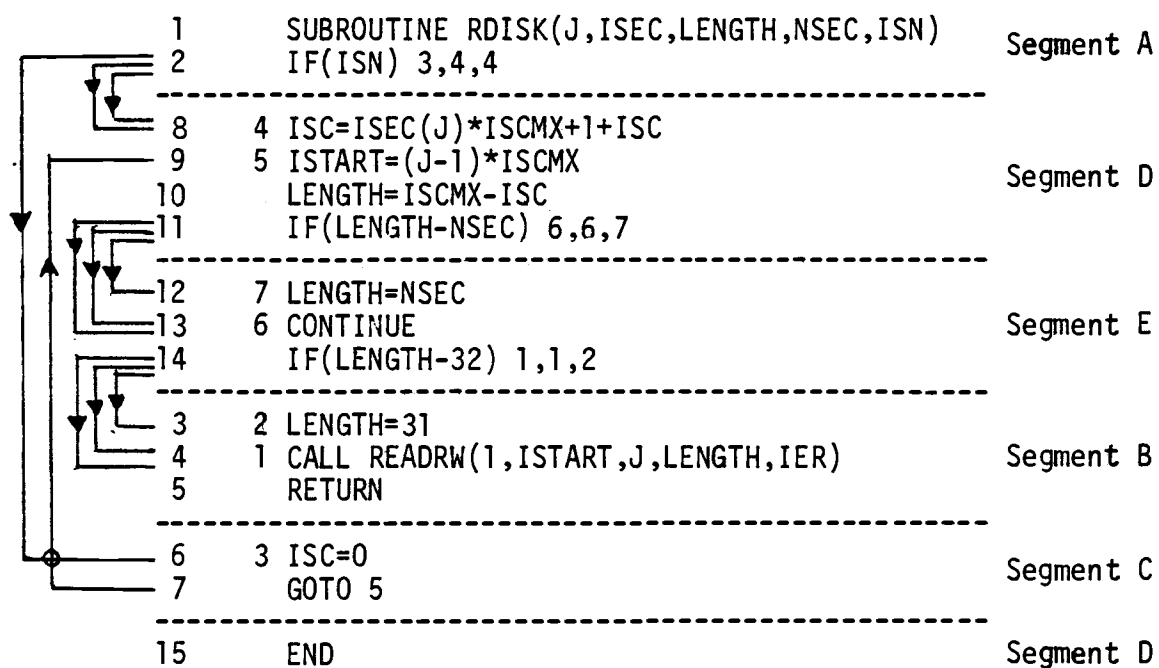 1 SUBROUTINE RDISK(J,ISEC,LENGTH,NSEC,ISN) Segment A
2 IF(ISN) 3,4,4
8 4 ISC=ISEC(J)*ISCMX+1+ISC
9 5 ISTART=(J-1)*ISCMX Segment D
10 LENGTH=ISCMX-ISC
11 IF(LENGTH-NSEC) 6,6,7
12 7 LENGTH=NSEC
13 6 CONTINUE Segment E
14 IF(LENGTH-32) 1,1,2
3 2 LENGTH=31
4 1 CALL READRW(1,ISTART,J,LENGTH,IER) Segment B
5 RETURN
6 3 ISC=0 Segment C
7 GOTO 5
15 END Segment D